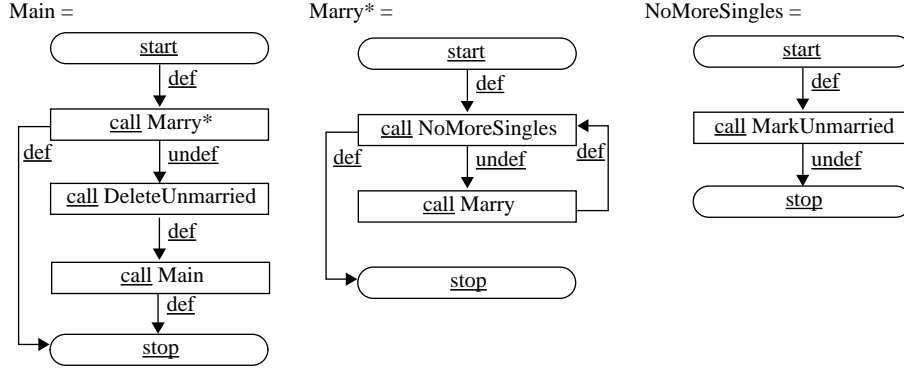 Main =
start
def
call Marry*
def
undef
call DeleteUnmarried
def
call Main
def
stop
Marry* =
start
def
call NoMoreSingles
def
undef
def
call Marry
stop
NoMoreSingles =
start
def
call MarkUnmarried
undef
stop